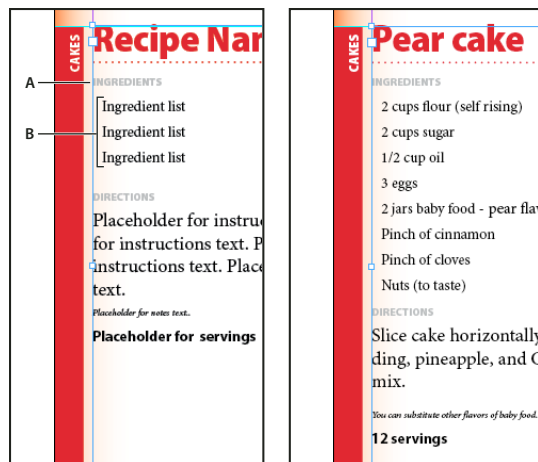 CAKES
Recipe Nar
A
INGREDIENTS
B
Ingredient list
Ingredient list
Ingredient list
DIRECTIONS
Placeholder for instru
for instructions text. P
instructions text. Place
text.
Placeholder for notes text..
Placeholder for servings
CAKES
Pear cake
INGREDIENTS
2 cups flour (self rising)
2 cups sugar
1/2 cup oil
3 eggs
2 jars baby food - pear fla
Pinch of cinnamon
Pinch of cloves
Nuts (to taste)
DIRECTIONS
Slice cake horizontally
ding, pineapple, and C
mix.
You can substitute other flavors of baby food.
12 servings